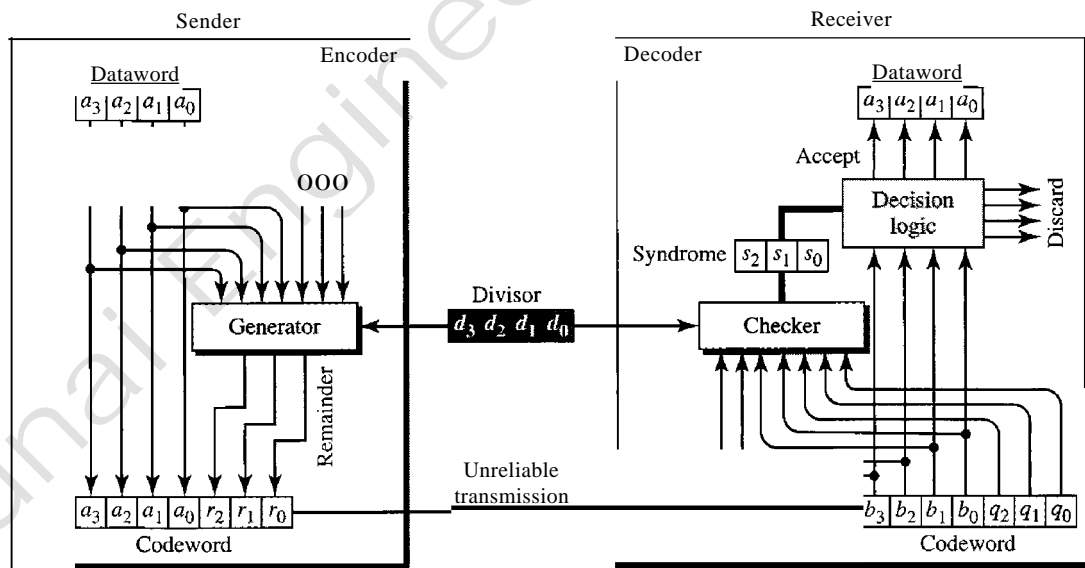 Sender
Receiver
Encoder
Decoder
Dataword
a3 a2 a1 a0
Dataword
a3 a2 a1 a0
Accept
000
Decision
logic
Discard
Syndrome
s2 s1 s0
Divisor
d3 d2 d1 d0
Generator
Checker
Remainder
Unreliable
transmission
a3 a2 a1 a0 r2 r1 r0
Codeword
b3 b2 b1 b0 q2 q1 q0
Codeword